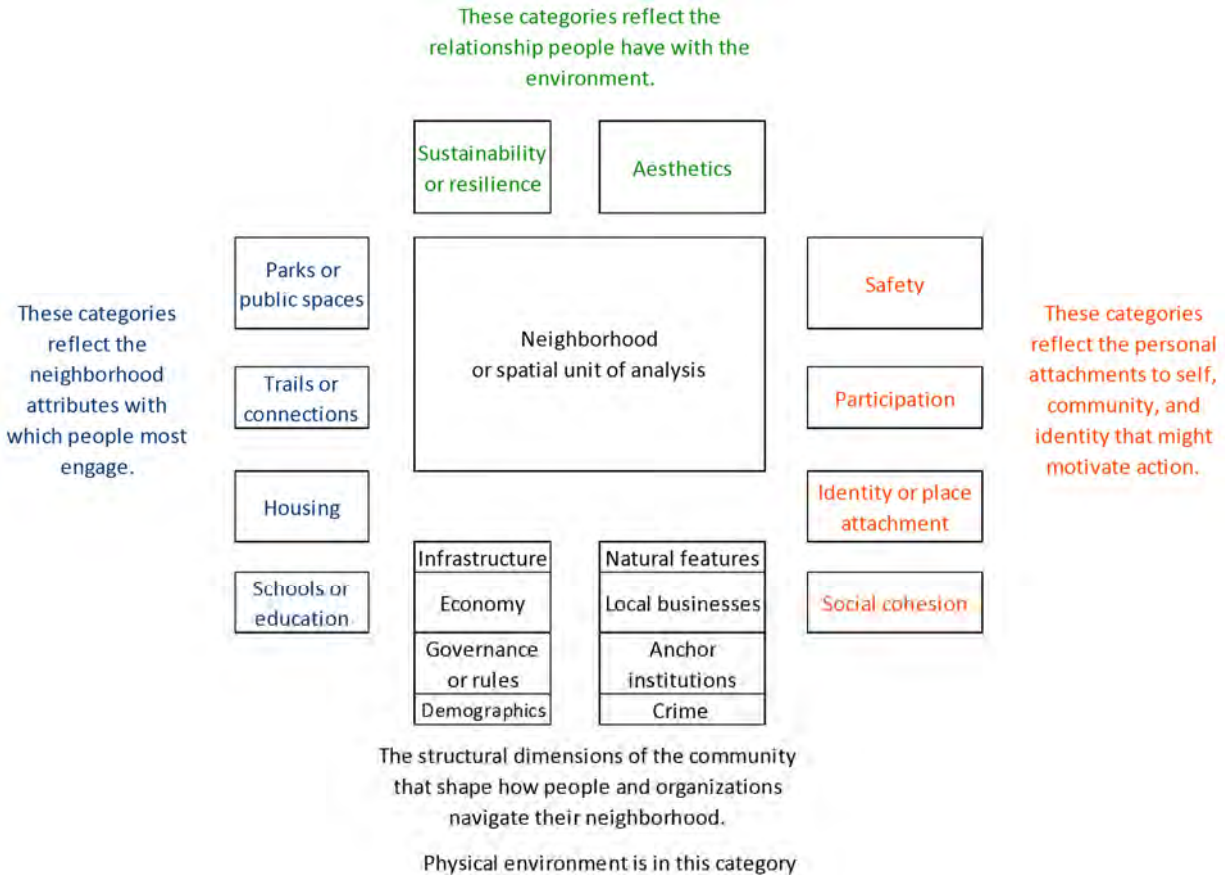 These categories reflect the
relationship people have with the
environment.
Sustainability
or resilience
Aesthetics
These categories
reflect the
neighborhood
attributes with
which people most
engage.
Parks or
public spaces
Trails or
connections
Housing
Schools or
education
Neighborhood
or spatial unit of analysis
Safety
Participation
Identity or place
attachment
Social cohesion
These categories
reflect the personal
attachments to self,
community, and
identity that might
motivate action.
Infrastructure
Economy
Governance
or rules
Demographics
Natural features
Local businesses
Anchor
institutions
Crime
The structural dimensions of the community
that shape how people and organizations
navigate their neighborhood.
Physical environment is in this category